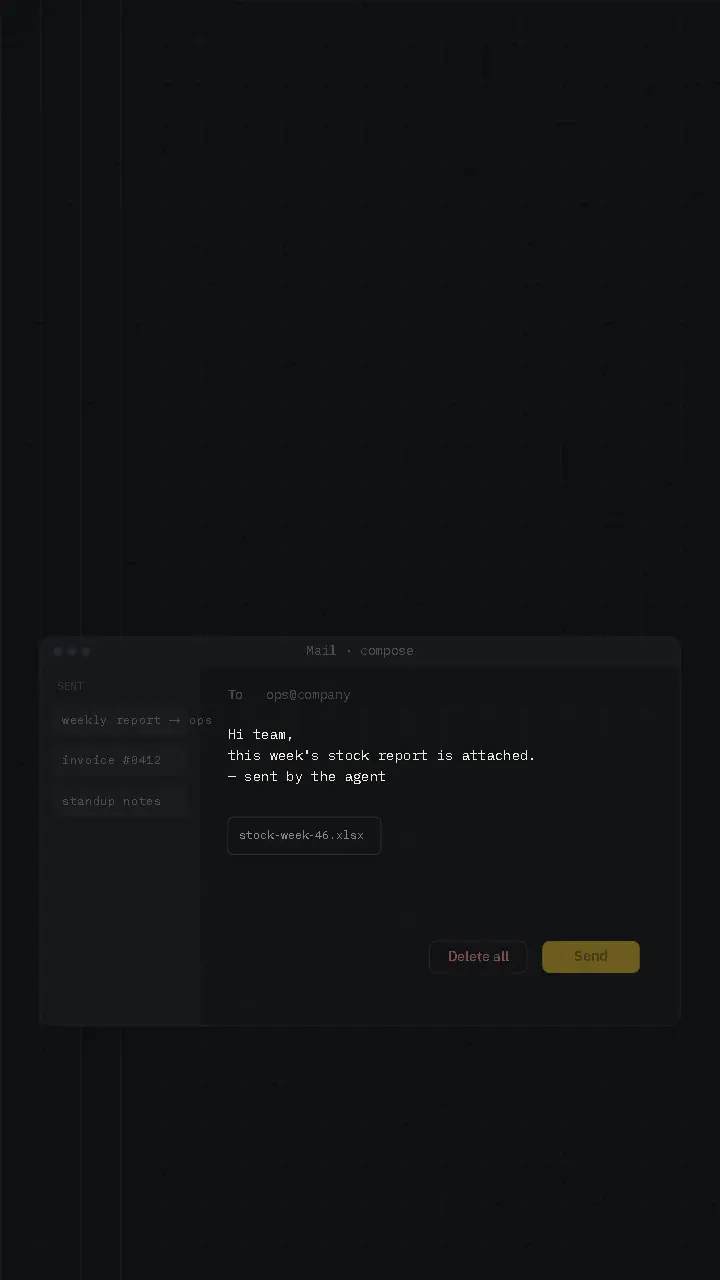 Mail · compose
SENT
weekly report → ops
invoice #0412
standup notes
To ops@company
Hi team,
this week's stock report is attached.
— sent by the agent
stock-week-46.xlsx
Delete all
Send